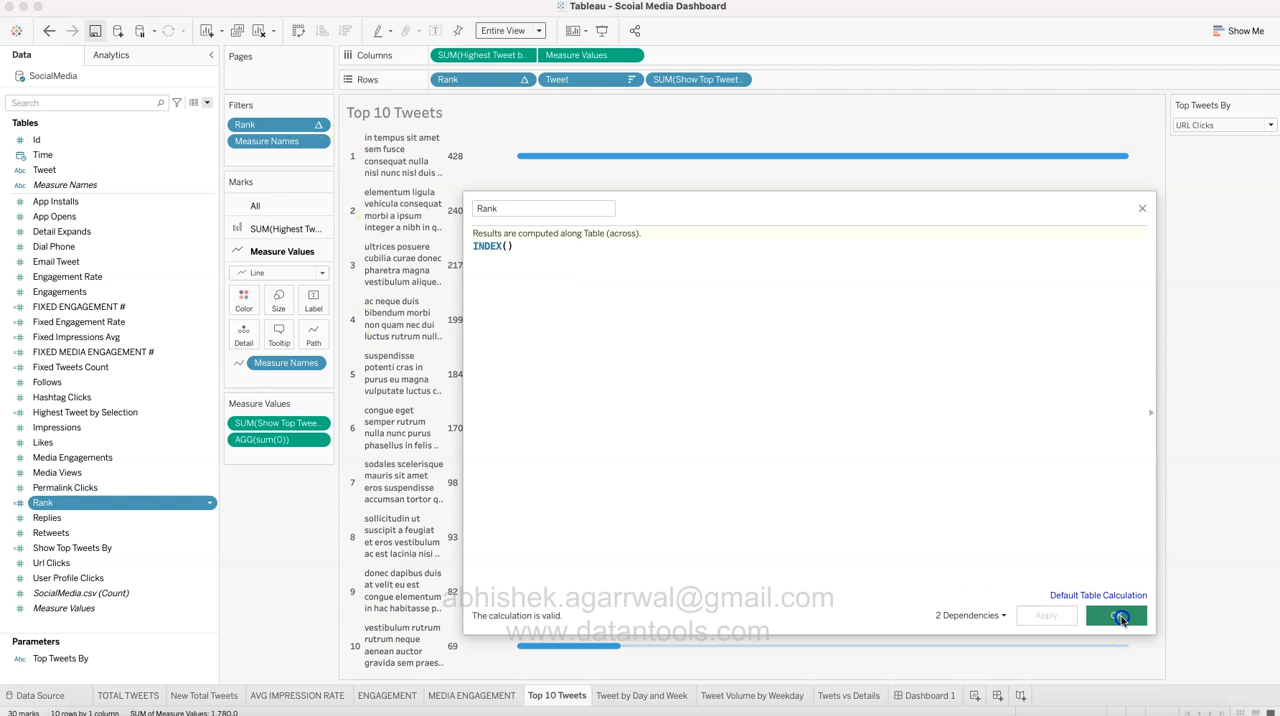 Tableau - Scoial Media Dashboard
Entire View
Show Me
Data
Analytics
Pages
Columns
SUM(Highest Tweet b..
Measure Values
Rows
Rank
Tweet
SUM(Show Top Tweet..
SocialMedia
Search
Tables
Id
Time
Abc Tweet
Abc Measure Names
App Installs
App Opens
Detail Expands
Dial Phone
Email Tweet
Engagement Rate
Engagements
FIXED ENGAGEMENT #
Fixed Engagement Rate
Fixed Impressions Avg
FIXED MEDIA ENGAGEMENT #
Fixed Tweets Count
Follows
Hashtag Clicks
Highest Tweet by Selection
Impressions
Likes
Media Engagements
Media Views
Permalink Clicks
Rank
Replies
Retweets
Show Top Tweets By
Url Clicks
User Profile Clicks
SocialMedia.csv (Count)
Measure Values
Parameters
Abc Top Tweets By
Filters
Rank
Measure Names
Marks
All
SUM(Highest Tw...
Measure Values
Line
Color
Size
Label
Detail
Tooltip
Path
Measure Names
Measure Values
SUM(Show Top Twee..
AGG(sum(0))
Top 10 Tweets
1 in tempus sit amet sem fusce consequat nulla nisl nunc nisl duis .. 428
2 elementum ligula vehicula consequat morbi a ipsum integer a nibh in q.. 240
3 ultrices posuere cubilia curae donec pharetra magna vestibulum alique.. 217
4 ac neque duis bibendum morbi non quam nec dui luctus rutrum null.. 199
5 suspendisse potenti cras in purus eu magna vulputate luctus c.. 184
6 congue eget semper rutrum nulla nunc purus phasellus in felis .. 170
7 sodales scelerisque mauris sit amet eros suspendisse accumsan tortor q.. 98
8 sollicitudin ut suscipit a feugiat et eros vestibulum ac est lacinia nisi .. 93
9 donec dapibus duis at velit eu est congue elementum in hac habitasse p.. 82
10 vestibulum rutrum rutrum neque aenean auctor gravida sem praes.. 69
Top Tweets By
URL Clicks
Rank
Results are computed along Table (across).
INDEX()
Default Table Calculation
The calculation is valid.
2 Dependencies
Apply
abhishek.agarrwal@gmail.com
www.datantools.com
Data Source
TOTAL TWEETS
New Total Tweets
AVG IMPRESSION RATE
ENGAGEMENT
MEDIA ENGAGEMENT
Top 10 Tweets
Tweet by Day and Week
Tweet Volume by Weekday
Twets vs Details
Dashboard 1
30 marks
10 rows by 1 column
SUM of Measure Values: 1,780.0